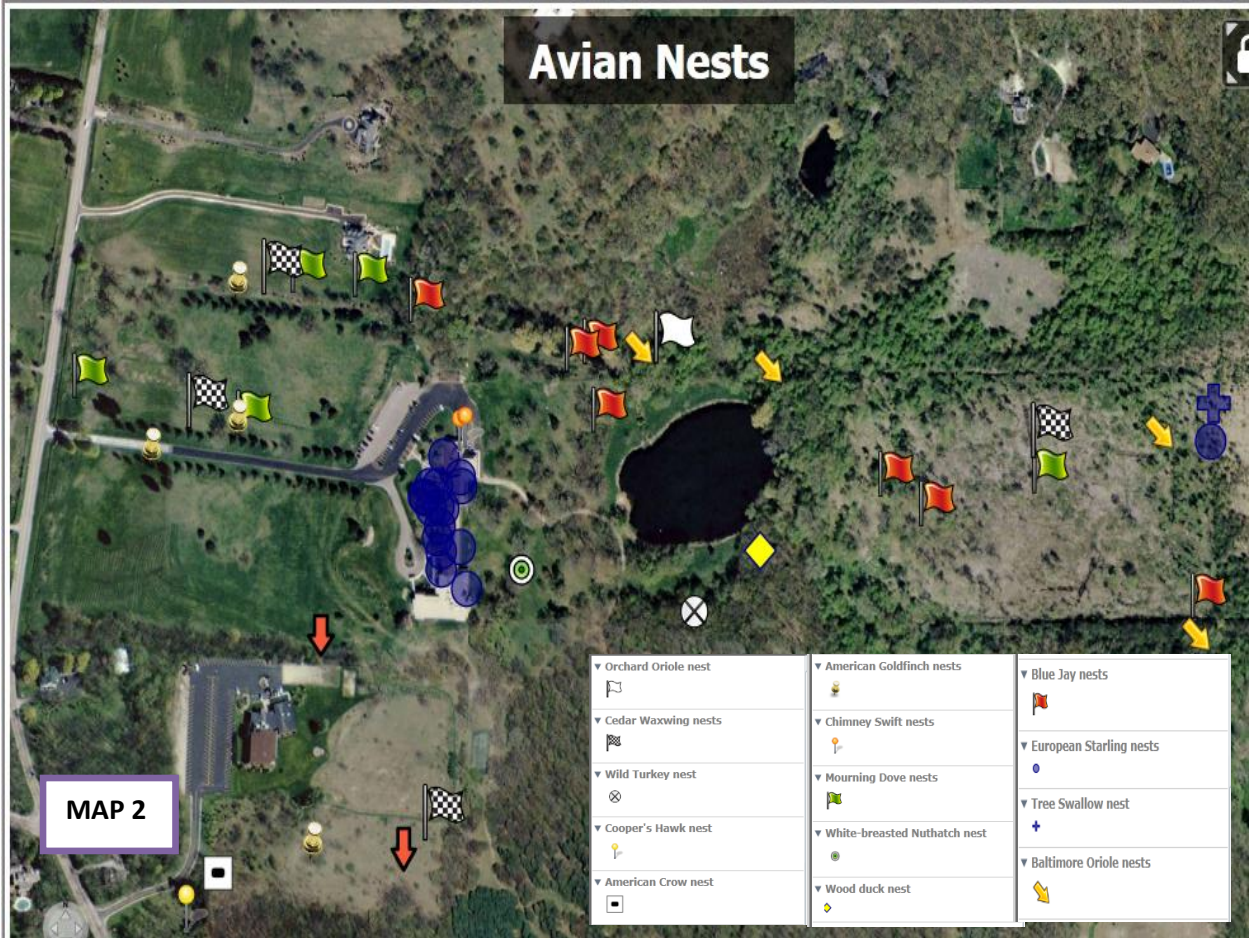 Avian Nests
Orchard Oriole nest
Cedar Waxwing nests
Wild Turkey nest
Cooper's Hawk nest
American Crow nest
American Goldfinch nests
Chimney Swift nests
Mourning Dove nests
White-breasted Nuthatch nest
Wood duck nest
Blue Jay nests
European Starling nests
Tree Swallow nest
Baltimore Oriole nests
MAP 2
N